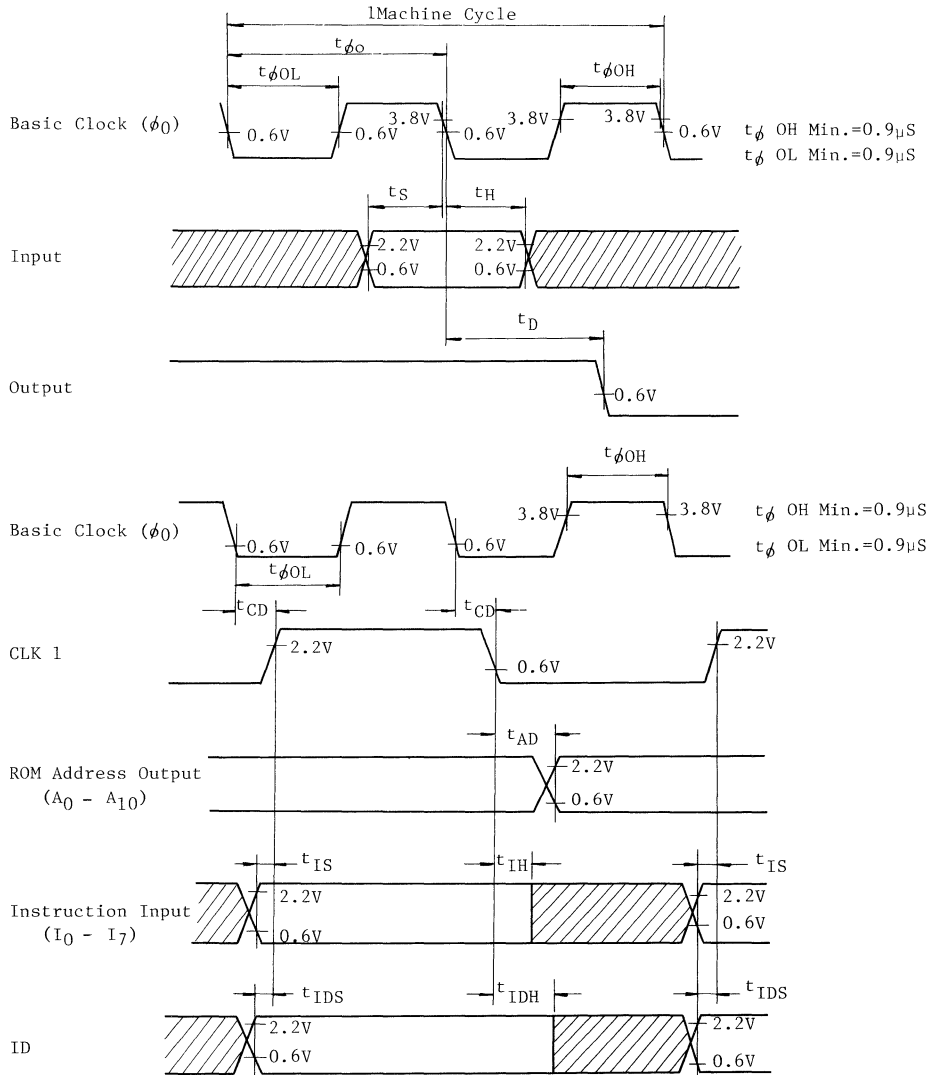 1Machine Cycle
tϕ0
tϕOL
tϕOH
Basic Clock (ϕ0)
3.8V
3.8V
3.8V
0.6V
0.6V
0.6V
0.6V
tϕ OH Min.=0.9µS
tϕ OL Min.=0.9µS
tS
tH
Input
2.2V
2.2V
0.6V
0.6V
tD
Output
0.6V
tϕOH
Basic Clock (ϕ0)
3.8V
3.8V
tϕ OH Min.=0.9µS
0.6V
0.6V
0.6V
tϕ OL Min.=0.9µS
tϕOL
tCD
tCD
CLK 1
2.2V
0.6V
2.2V
tAD
ROM Address Output
(A0 - A10)
2.2V
0.6V
tIS
tIH
tIS
Instruction Input
(I0 - I7)
2.2V
0.6V
2.2V
0.6V
tIDS
tIDH
tIDS
ID
2.2V
0.6V
2.2V
0.6V